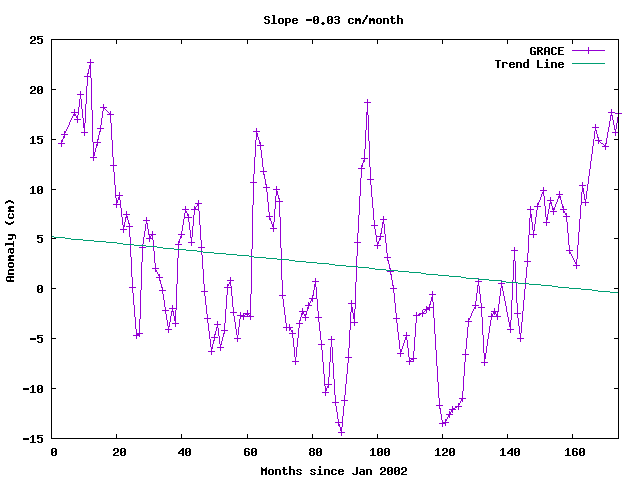 Slope -0.03 cm/month
GRACE
Trend Line
Anomaly (cm)
25
20
15
10
5
0
-5
-10
-15
0 20 40 60 80 100 120 140 160
Months since Jan 2002